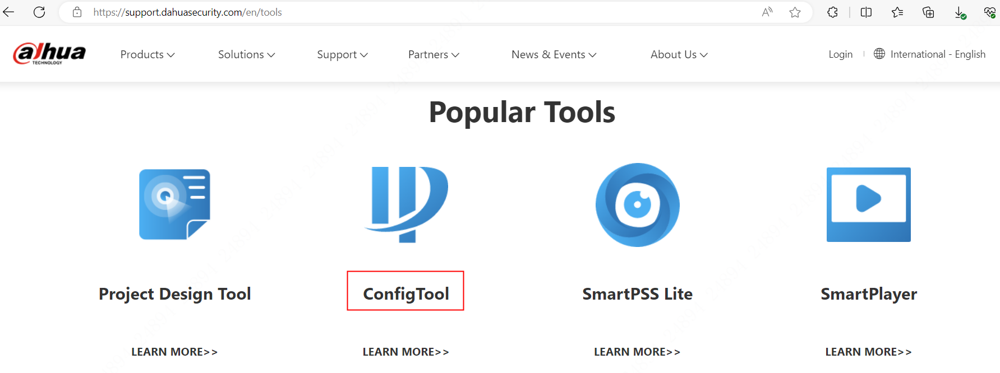 https://support.dahuasecurity.com/en/tools
alhua
TECHNOLOGY
Products
Solutions
Support
Partners
News & Events
About Us
Login
International - English
Popular Tools
Project Design Tool
ConfigTool
SmartPSS Lite
SmartPlayer
LEARN MORE>>
LEARN MORE>>
LEARN MORE>>
LEARN MORE>>